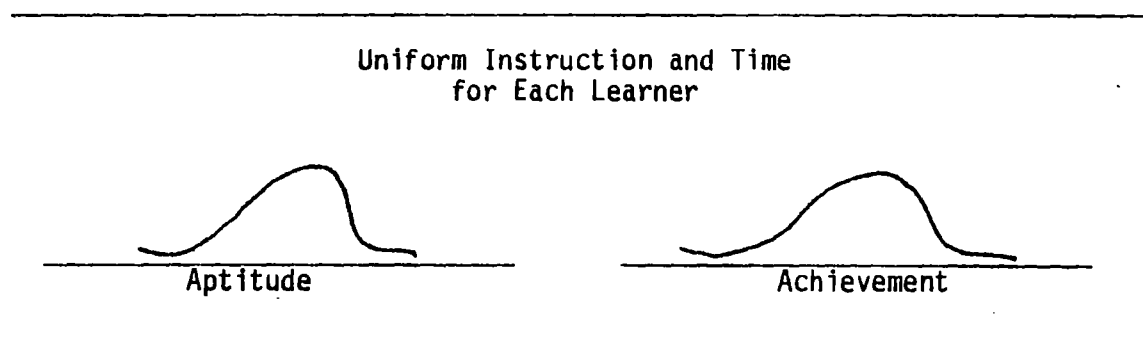 Uniform Instruction and Time
for Each Learner
Aptitude
Achievement